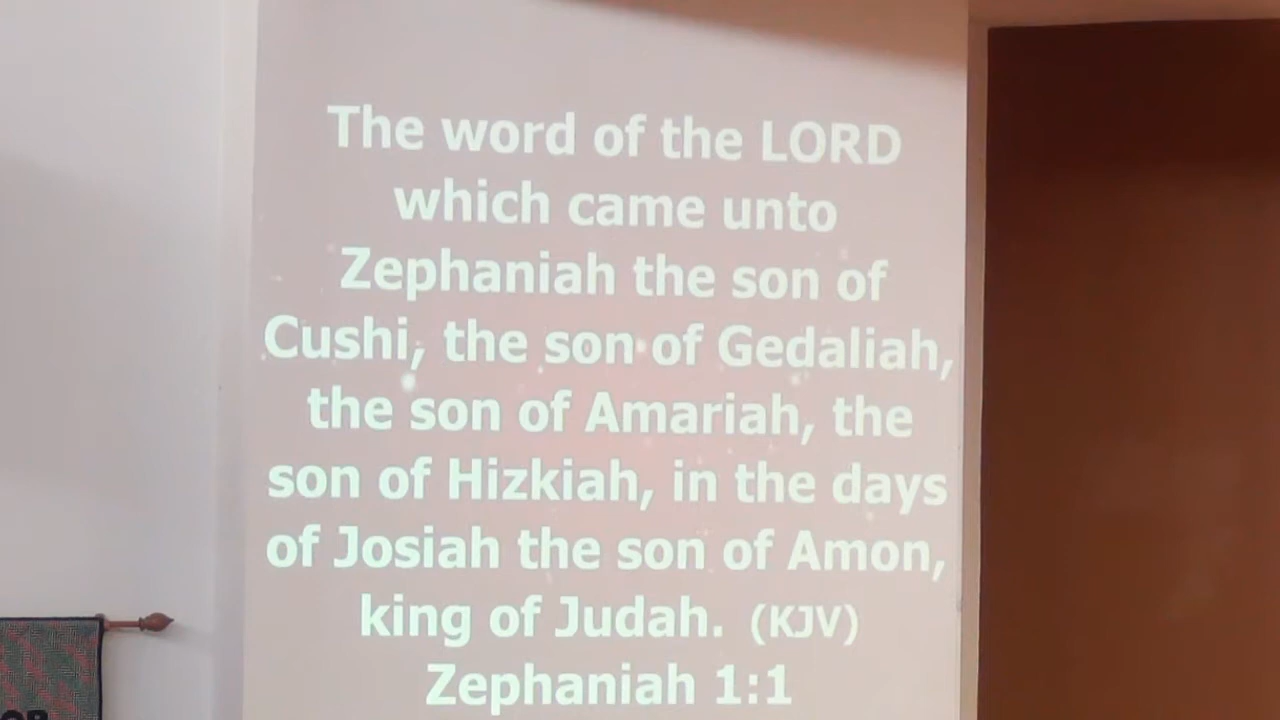 The word of the LORD
which came unto
Zephaniah the son of
Cushi, the son of Gedaliah,
the son of Amariah, the
son of Hizkiah, in the days
of Josiah the son of Amon,
king of Judah. (KJV)
Zephaniah 1:1